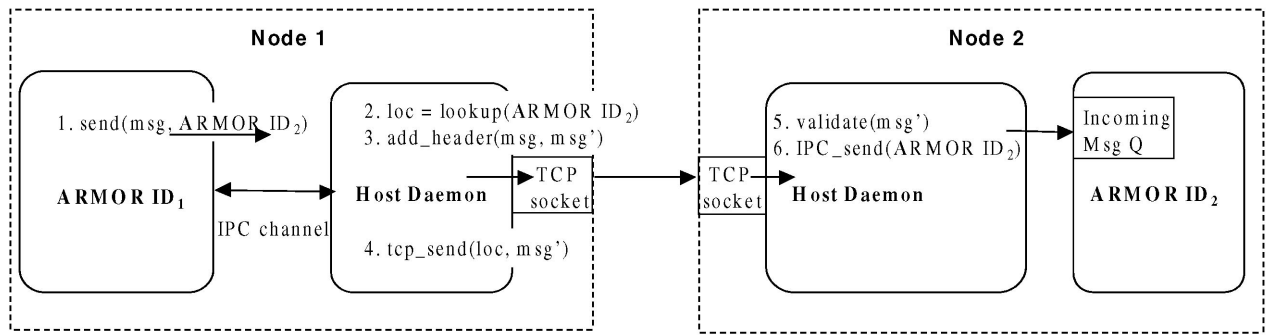 Node 1
1. send(msg, ARMOR ID₂)
ARMOR ID₁
IPC channel
2. loc = lookup(ARMOR ID₂)
3. add_header(msg, msg’)
Host Daemon
TCP
socket
4. tcp_send(loc, msg’)
Node 2
TCP
socket
5. validate(msg’)
6. IPC_send(ARMOR ID₂)
Host Daemon
Incoming
Msg Q
ARMOR ID₂